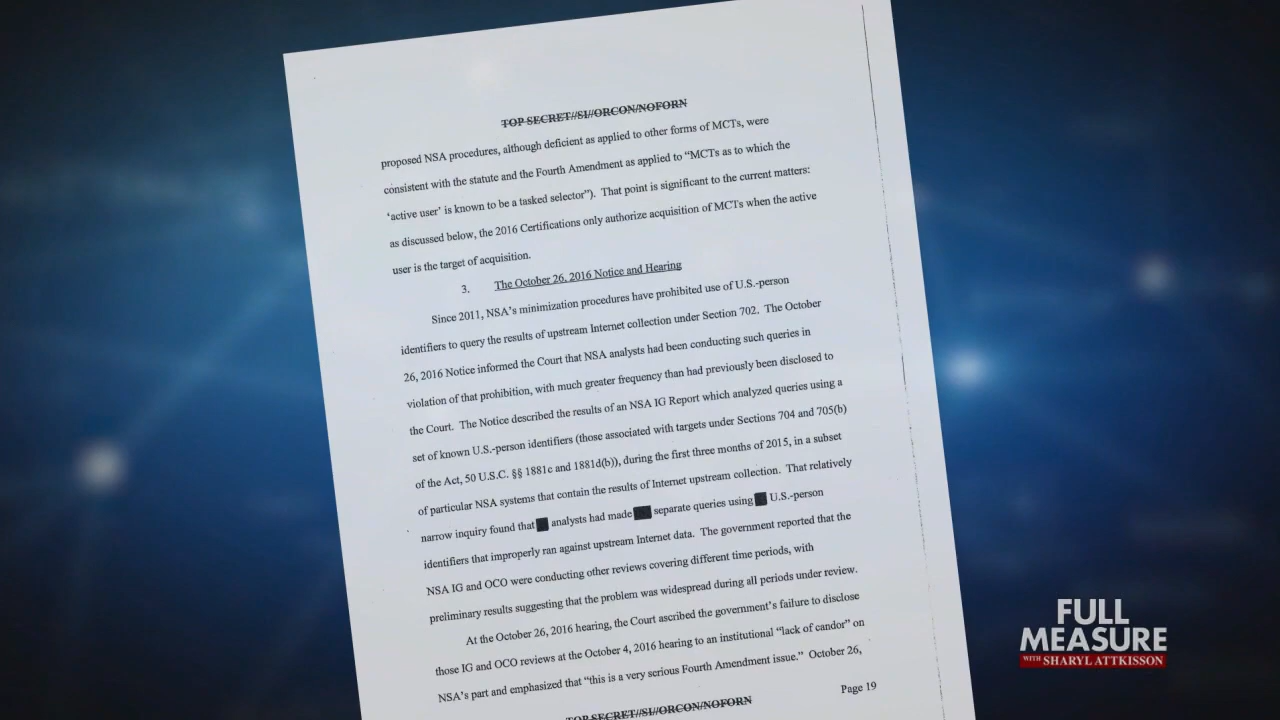 TOP SECRET//SI//ORCON/NOFORN
proposed NSA procedures, although deficient as applied to other forms of MCTs, were
consistent with the statute and the Fourth Amendment as applied to “MCTs as to which the
‘active user’ is known to be a tasked selector”). That point is significant to the current matters:
as discussed below, the 2016 Certifications only authorize acquisition of MCTs when the active
user is the target of acquisition.
3. The October 26, 2016 Notice and Hearing
Since 2011, NSA’s minimization procedures have prohibited use of U.S.-person
identifiers to query the results of upstream Internet collection under Section 702. The October
26, 2016 Notice informed the Court that NSA analysts had been conducting such queries in
violation of that prohibition, with much greater frequency than had previously been disclosed to
the Court. The Notice described the results of an NSA IG Report which analyzed queries using a
set of known U.S.-person identifiers (those associated with targets under Sections 704 and 705(b)
of the Act, 50 U.S.C. §§ 1881c and 1881d(b)), during the first three months of 2015, in a subset
of particular NSA systems that contain the results of Internet upstream collection. That relatively
narrow inquiry found that analysts had made separate queries using U.S.-person
identifiers that improperly ran against upstream Internet data. The government reported that the
NSA IG and OCO were conducting other reviews covering different time periods, with
preliminary results suggesting that the problem was widespread during all periods under review.
At the October 26, 2016 hearing, the Court ascribed the government’s failure to disclose
those IG and OCO reviews at the October 4, 2016 hearing to an institutional “lack of candor” on
NSA’s part and emphasized that “this is a very serious Fourth Amendment issue.” October 26,
Page 19
TOP SECRET//SI//ORCON/NOFORN
FULL
MEASURE
WITH SHARYL ATTKISSON